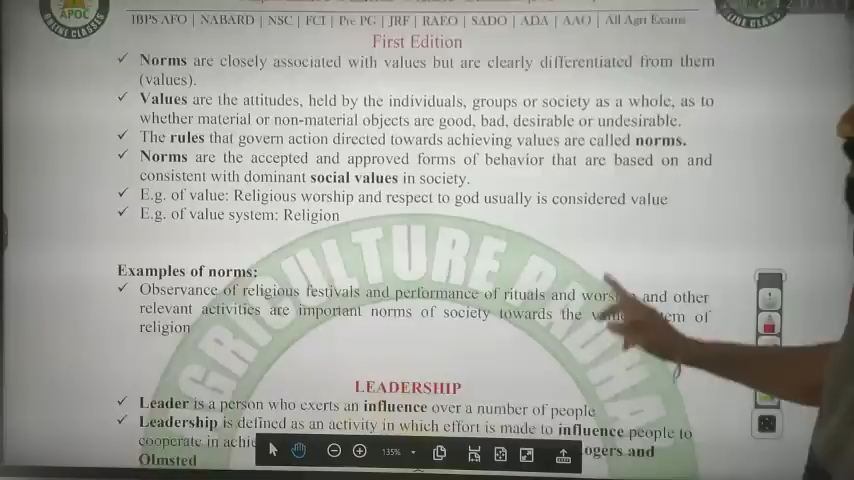 APOC
ONLINE CLASSES
IBPS AFO | NABARD | NSC | FCI | Pre PG | JRF | RAEO | SADO | ADA | AAO | All Agri Exams
First Edition
✓ Norms are closely associated with values but are clearly differentiated from them
(values).
✓ Values are the attitudes, held by the individuals, groups or society as a whole, as to
whether material or non-material objects are good, bad, desirable or undesirable.
✓ The rules that govern action directed towards achieving values are called norms.
✓ Norms are the accepted and approved forms of behavior that are based on and
consistent with dominant social values in society.
✓ E.g. of value: Religious worship and respect to god usually is considered value
✓ E.g. of value system: Religion
AGRICULTURE
Examples of norms:
✓ Observance of religious festivals and performance of rituals and and other
relevant activities are important norms of society towards the of
religion
LEADERSHIP
✓ Leader is a person who exerts an influence over a number of people
✓ Leadership is defined as an activity in which effort is made to influence people to
cooperate in and
Olmsted
135%